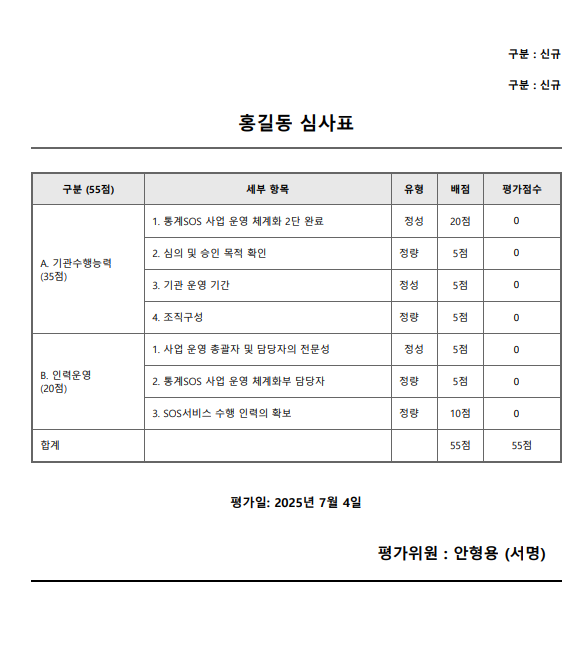 구분 : 신규
구분 : 신규
홍길동 심사표
구분 (55점) 세부 항목 유형 배점 평가점수
A. 기관수행능력
(35점)
1. 통계SOS 사업 운영 체계화 2단 완료 정성 20점 0
2. 심의 및 승인 목적 확인 정량 5점 0
3. 기관 운영 기간 정성 5점 0
4. 조직구성 정량 5점 0
B. 인력운영
(20점)
1. 사업 운영 총괄자 및 담당자의 전문성 정성 5점 0
2. 통계SOS 사업 운영 체계화부 담당자 정량 5점 0
3. SOS서비스 수행 인력의 확보 정량 10점 0
합계 55점 55점
평가일: 2025년 7월 4일
평가위원 : 안형용 (서명)